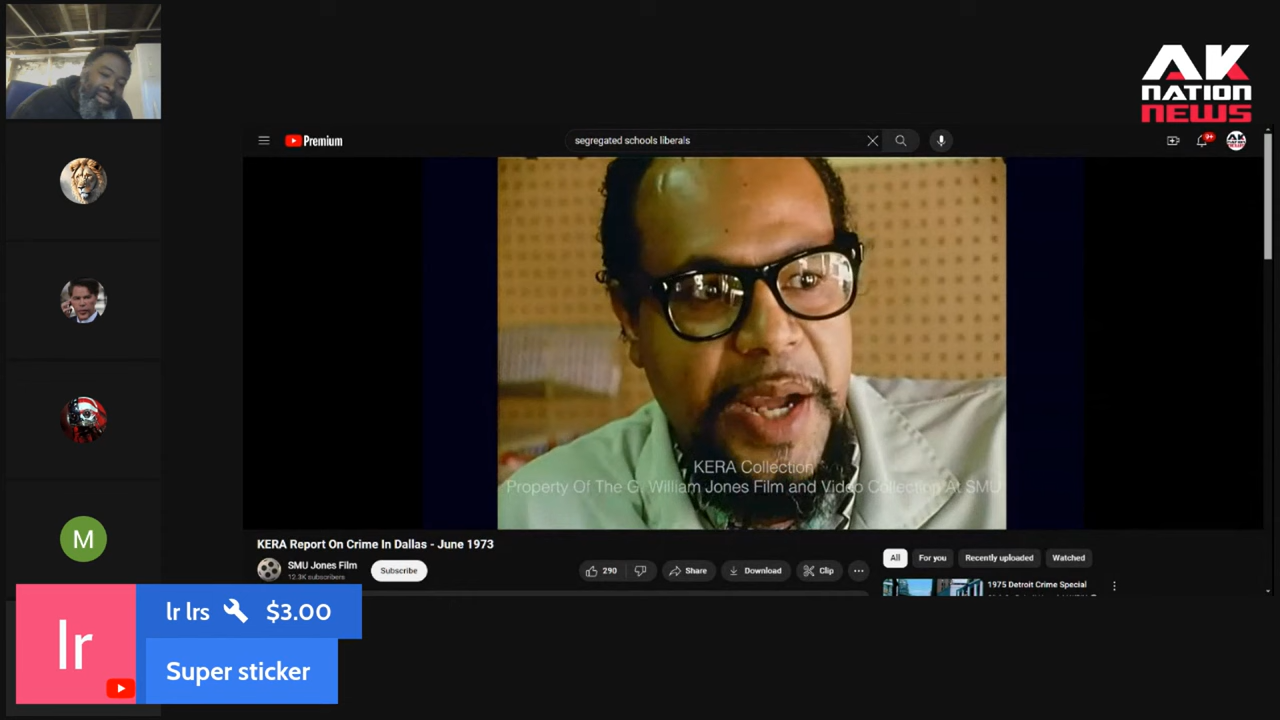 AK
NATION
NEWS
Premium
segregated schools liberals
9+
KERA Collection
Property Of The G. William Jones Film and Video Collection At SMU
KERA Report On Crime In Dallas - June 1973
SMU Jones Film
12.3K subscribers
Subscribe
290
Share
Download
Clip
All
For you
Recently uploaded
Watched
1975 Detroit Crime Special
M
lr
lr lrs $3.00
Super sticker